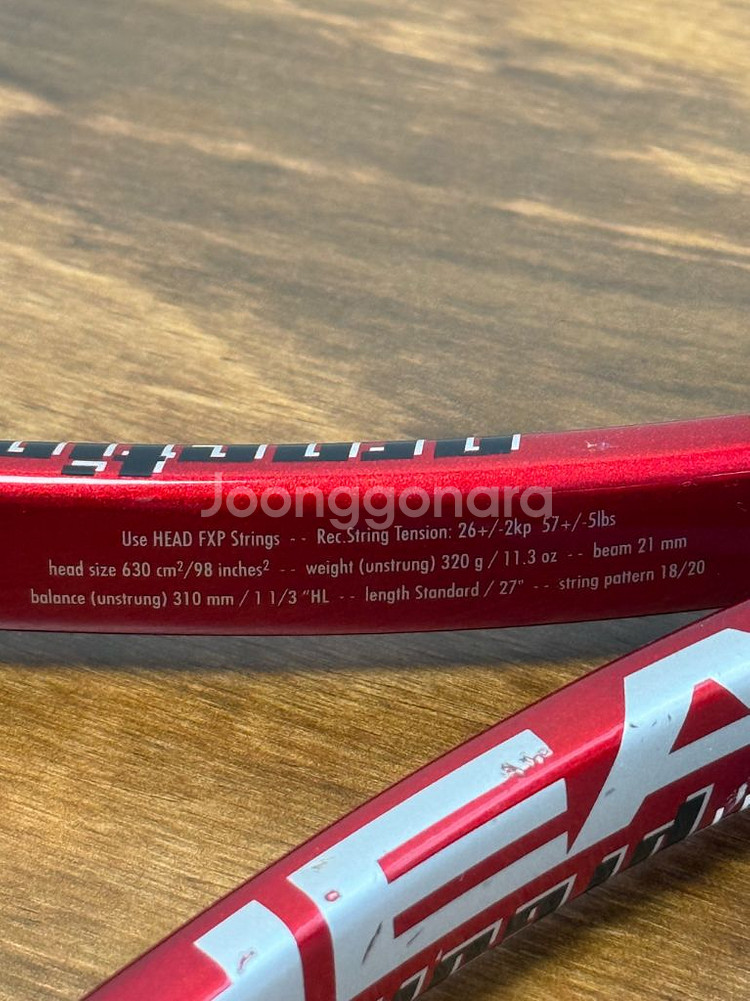 Joonggonara
Use HEAD FXP Strings -- Rec.String Tension: 26+/-2kp 57+/-5lbs
head size 630 cm²/98 inches² -- weight (unstrung) 320 g / 11.3 oz -- beam 21 mm
balance (unstrung) 310 mm / 1 1/3 "HL -- length Standard / 27" -- string pattern 18/20